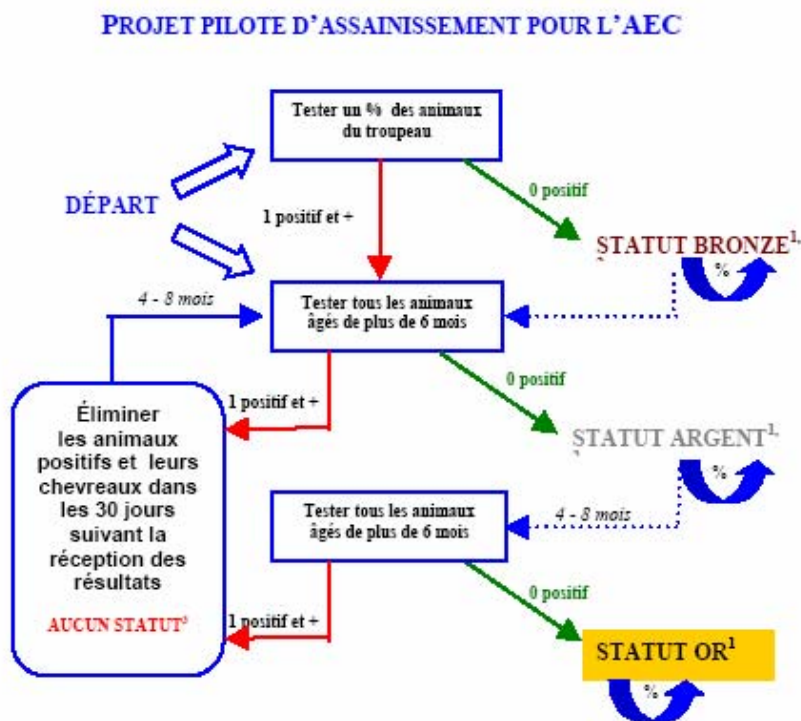 PROJET PILOTE D'ASSAINISSEMENT POUR L'AEC
Tester un % des animaux
du troupeau
DÉPART
0 positif
1 positif et +
STATUT BRONZE¹,
%
4 - 8 mois
Tester tous les animaux
âgés de plus de 6 mois
0 positif
1 positif et +
Éliminer
les animaux
positifs et leurs
chevreaux dans
les 30 jours
suivant la
réception des
résultats
AUCUN STATUT³
STATUT ARGENT¹,
%
Tester tous les animaux
âgés de plus de 6 mois
4 - 8 mois
0 positif
1 positif et +
STATUT OR¹
%